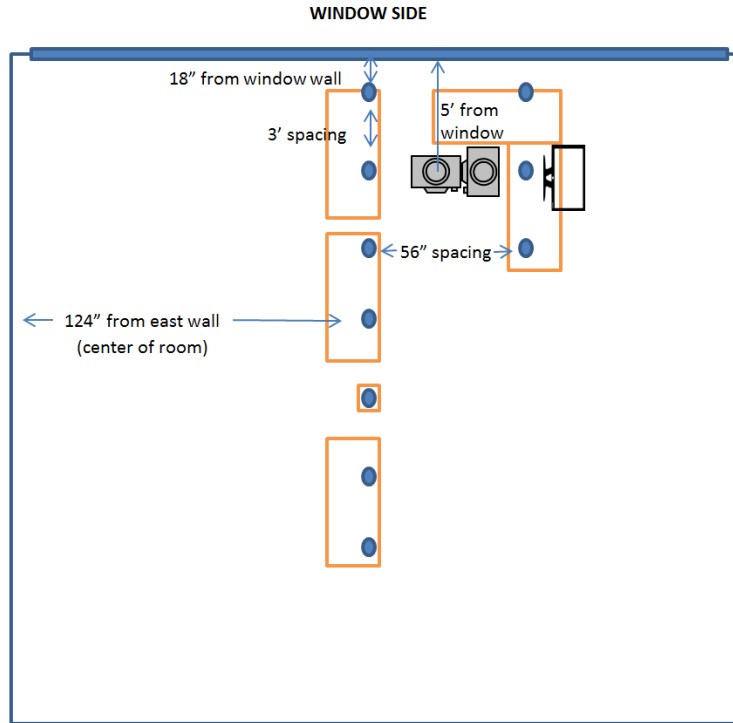 WINDOW SIDE
18” from window wall
5’ from
window
3’ spacing
56” spacing
124” from east wall
(center of room)